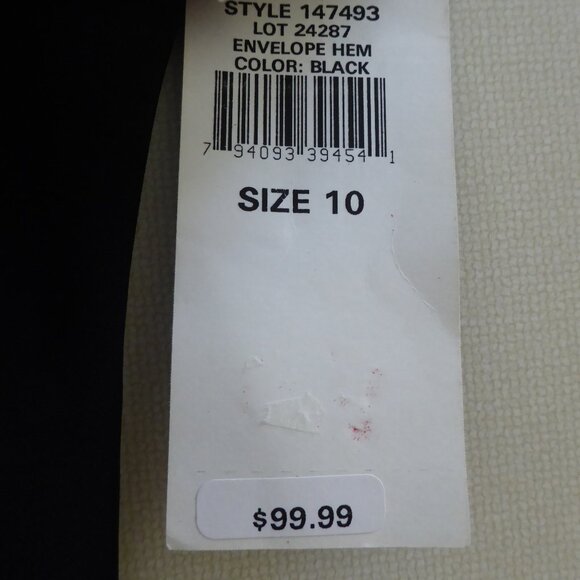 STYLE 147493
LOT 24287
ENVELOPE HEM
COLOR: BLACK
7 94093 39454 1
SIZE 10
$99.99